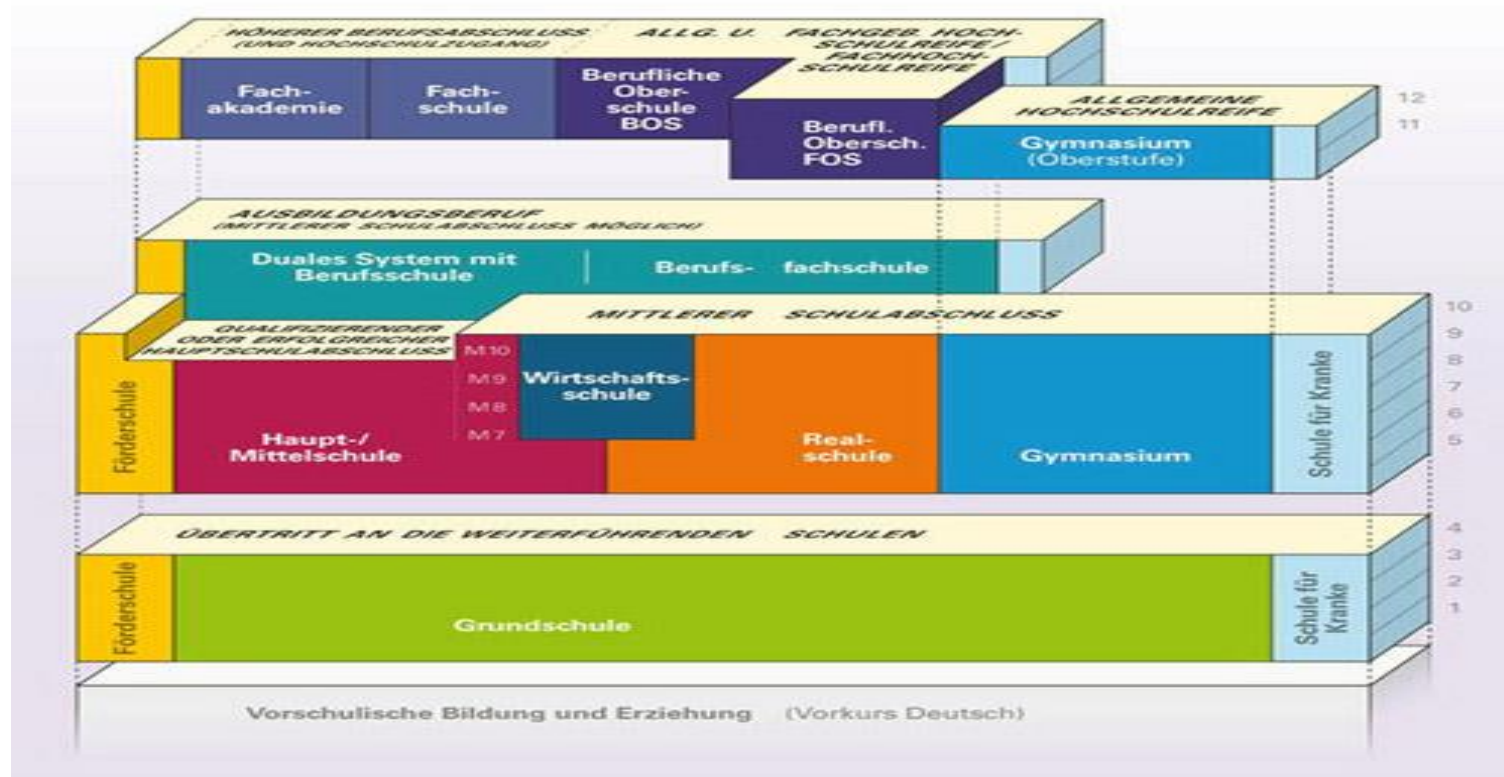 HÖHERER BERUFSABSCHLUSS
(UND HOCHSCHULZUGANG)
ALLG. U. FACHGEB. HOCH-
SCHULREIFE /
FACHHOCH-
SCHULREIFE
Fach-
akademie
Fach-
schule
Berufliche
Ober-
schule
BOS
Berufl.
Obersch.
FOS
ALLGEMEINE
HOCHSCHULREIFE
Gymnasium
(Oberstufe)
12
11
AUSBILDUNGSBERUF
(MITTLERER SCHULABSCHLUSS MÖGLICH)
Duales System mit
Berufsschule
Berufs- fachschule
QUALIFIZIERENDER
ODER ERFOLGREICHER
HAUPTSCHULABSCHLUSS
MITTLERER SCHULABSCHLUSS
Förderschule
Haupt-/
Mittelschule
M10
M9
M8
M7
Wirtschafts-
schule
Real-
schule
Gymnasium
Schule für Kranke
10
9
8
7
6
5
ÜBERTRITT AN DIE WEITERFÜHRENDEN SCHULEN
Förderschule
Grundschule
Schule für
Kranke
4
3
2
1
Vorschulische Bildung und Erziehung (Vorkurs Deutsch)